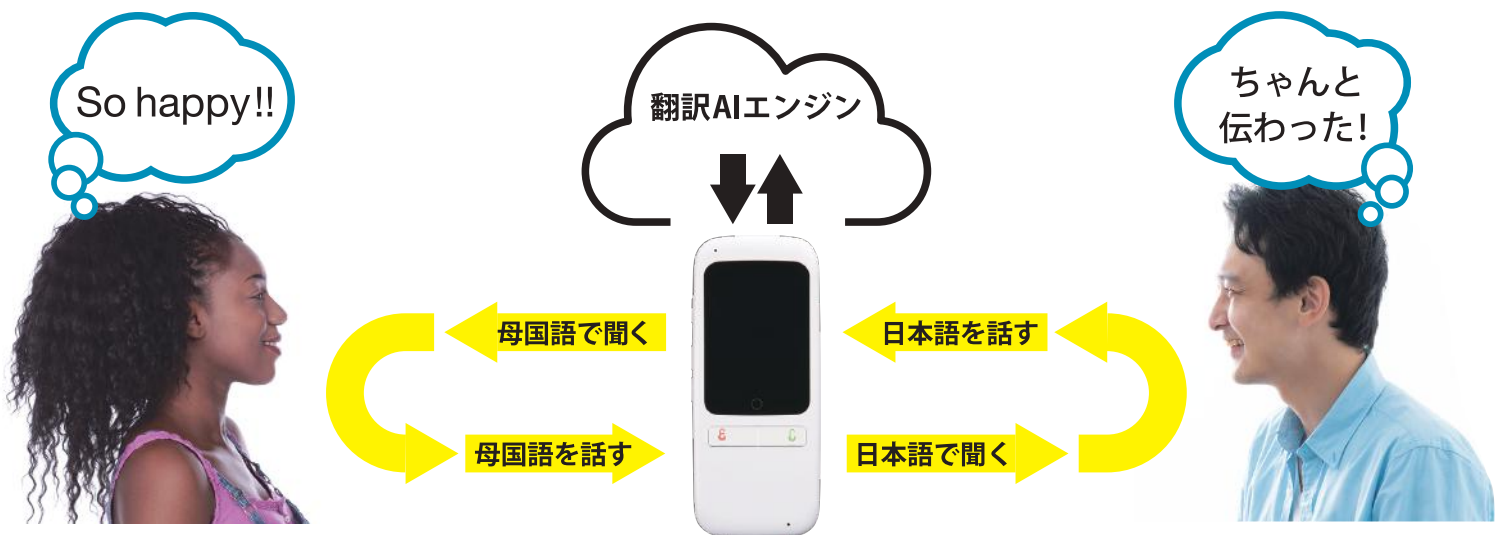 So happy!!
翻訳AIエンジン
ちゃんと
伝わった!
母国語で聞く
日本語を話す
母国語を話す
日本語で聞く